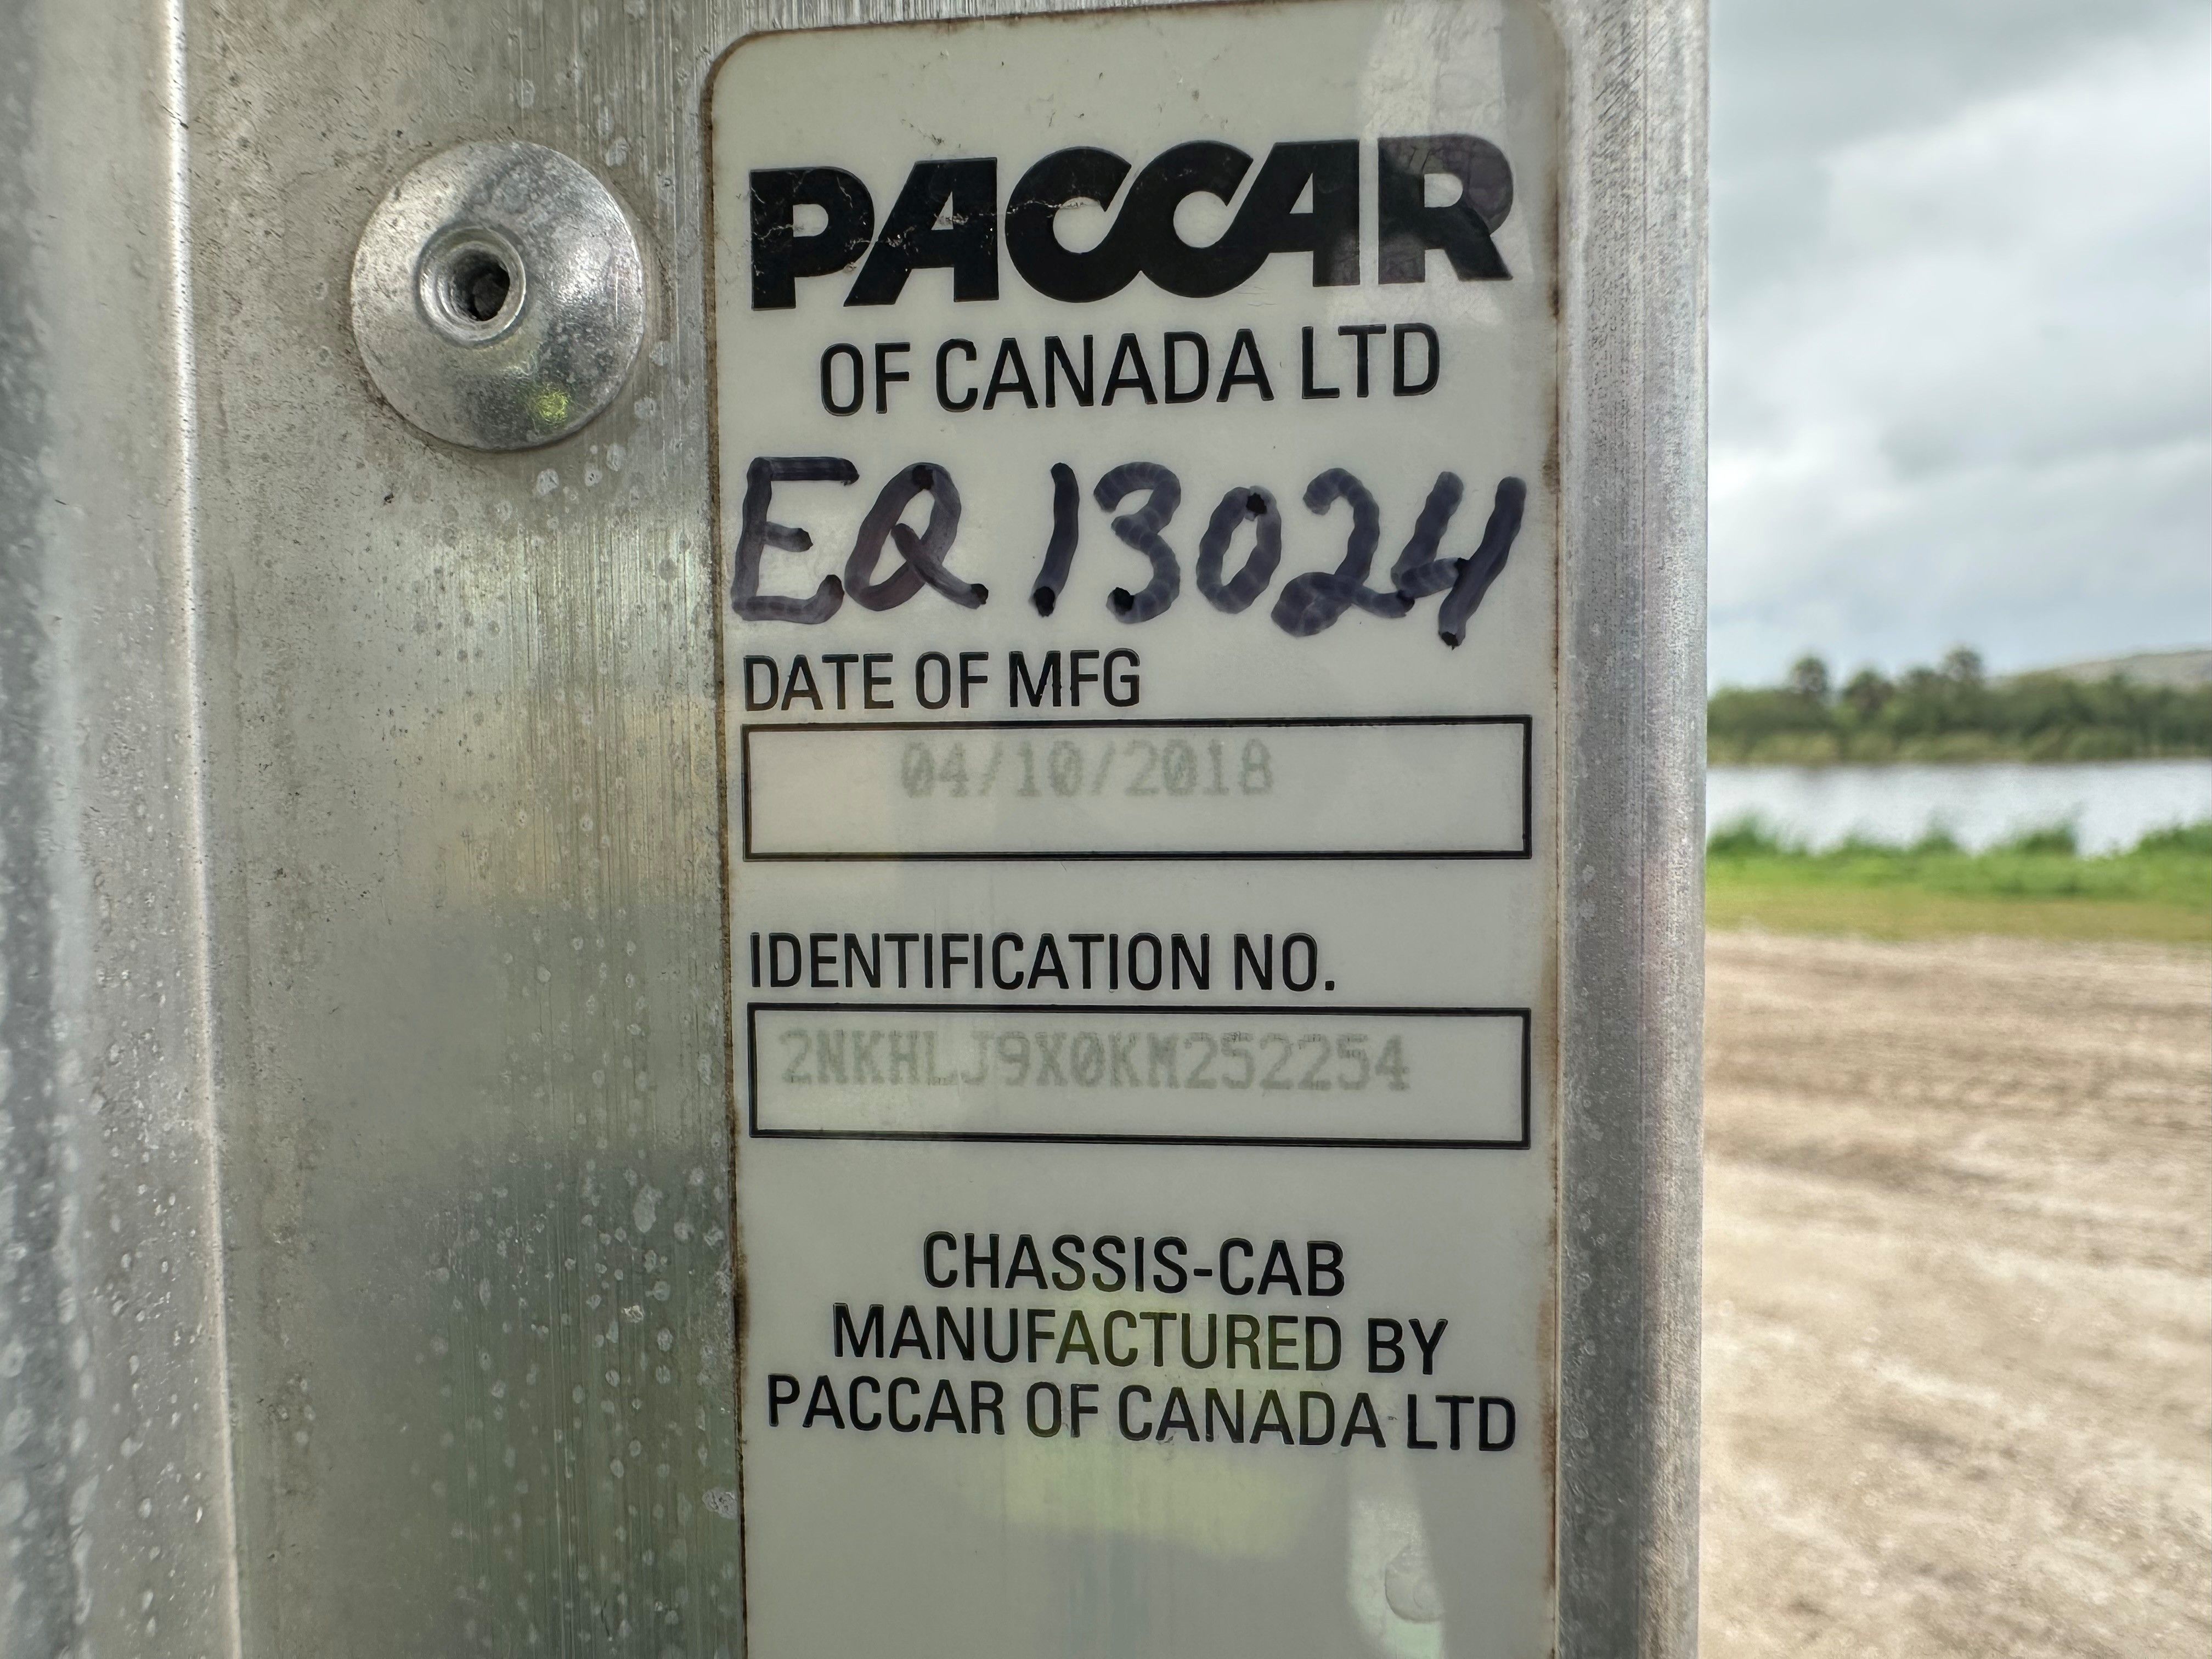 PACCAR
OF CANADA LTD
EQ 13024
DATE OF MFG
04/10/2018
IDENTIFICATION NO.
2NKHLJ9X0KM252254
CHASSIS-CAB
MANUFACTURED BY
PACCAR OF CANADA LTD